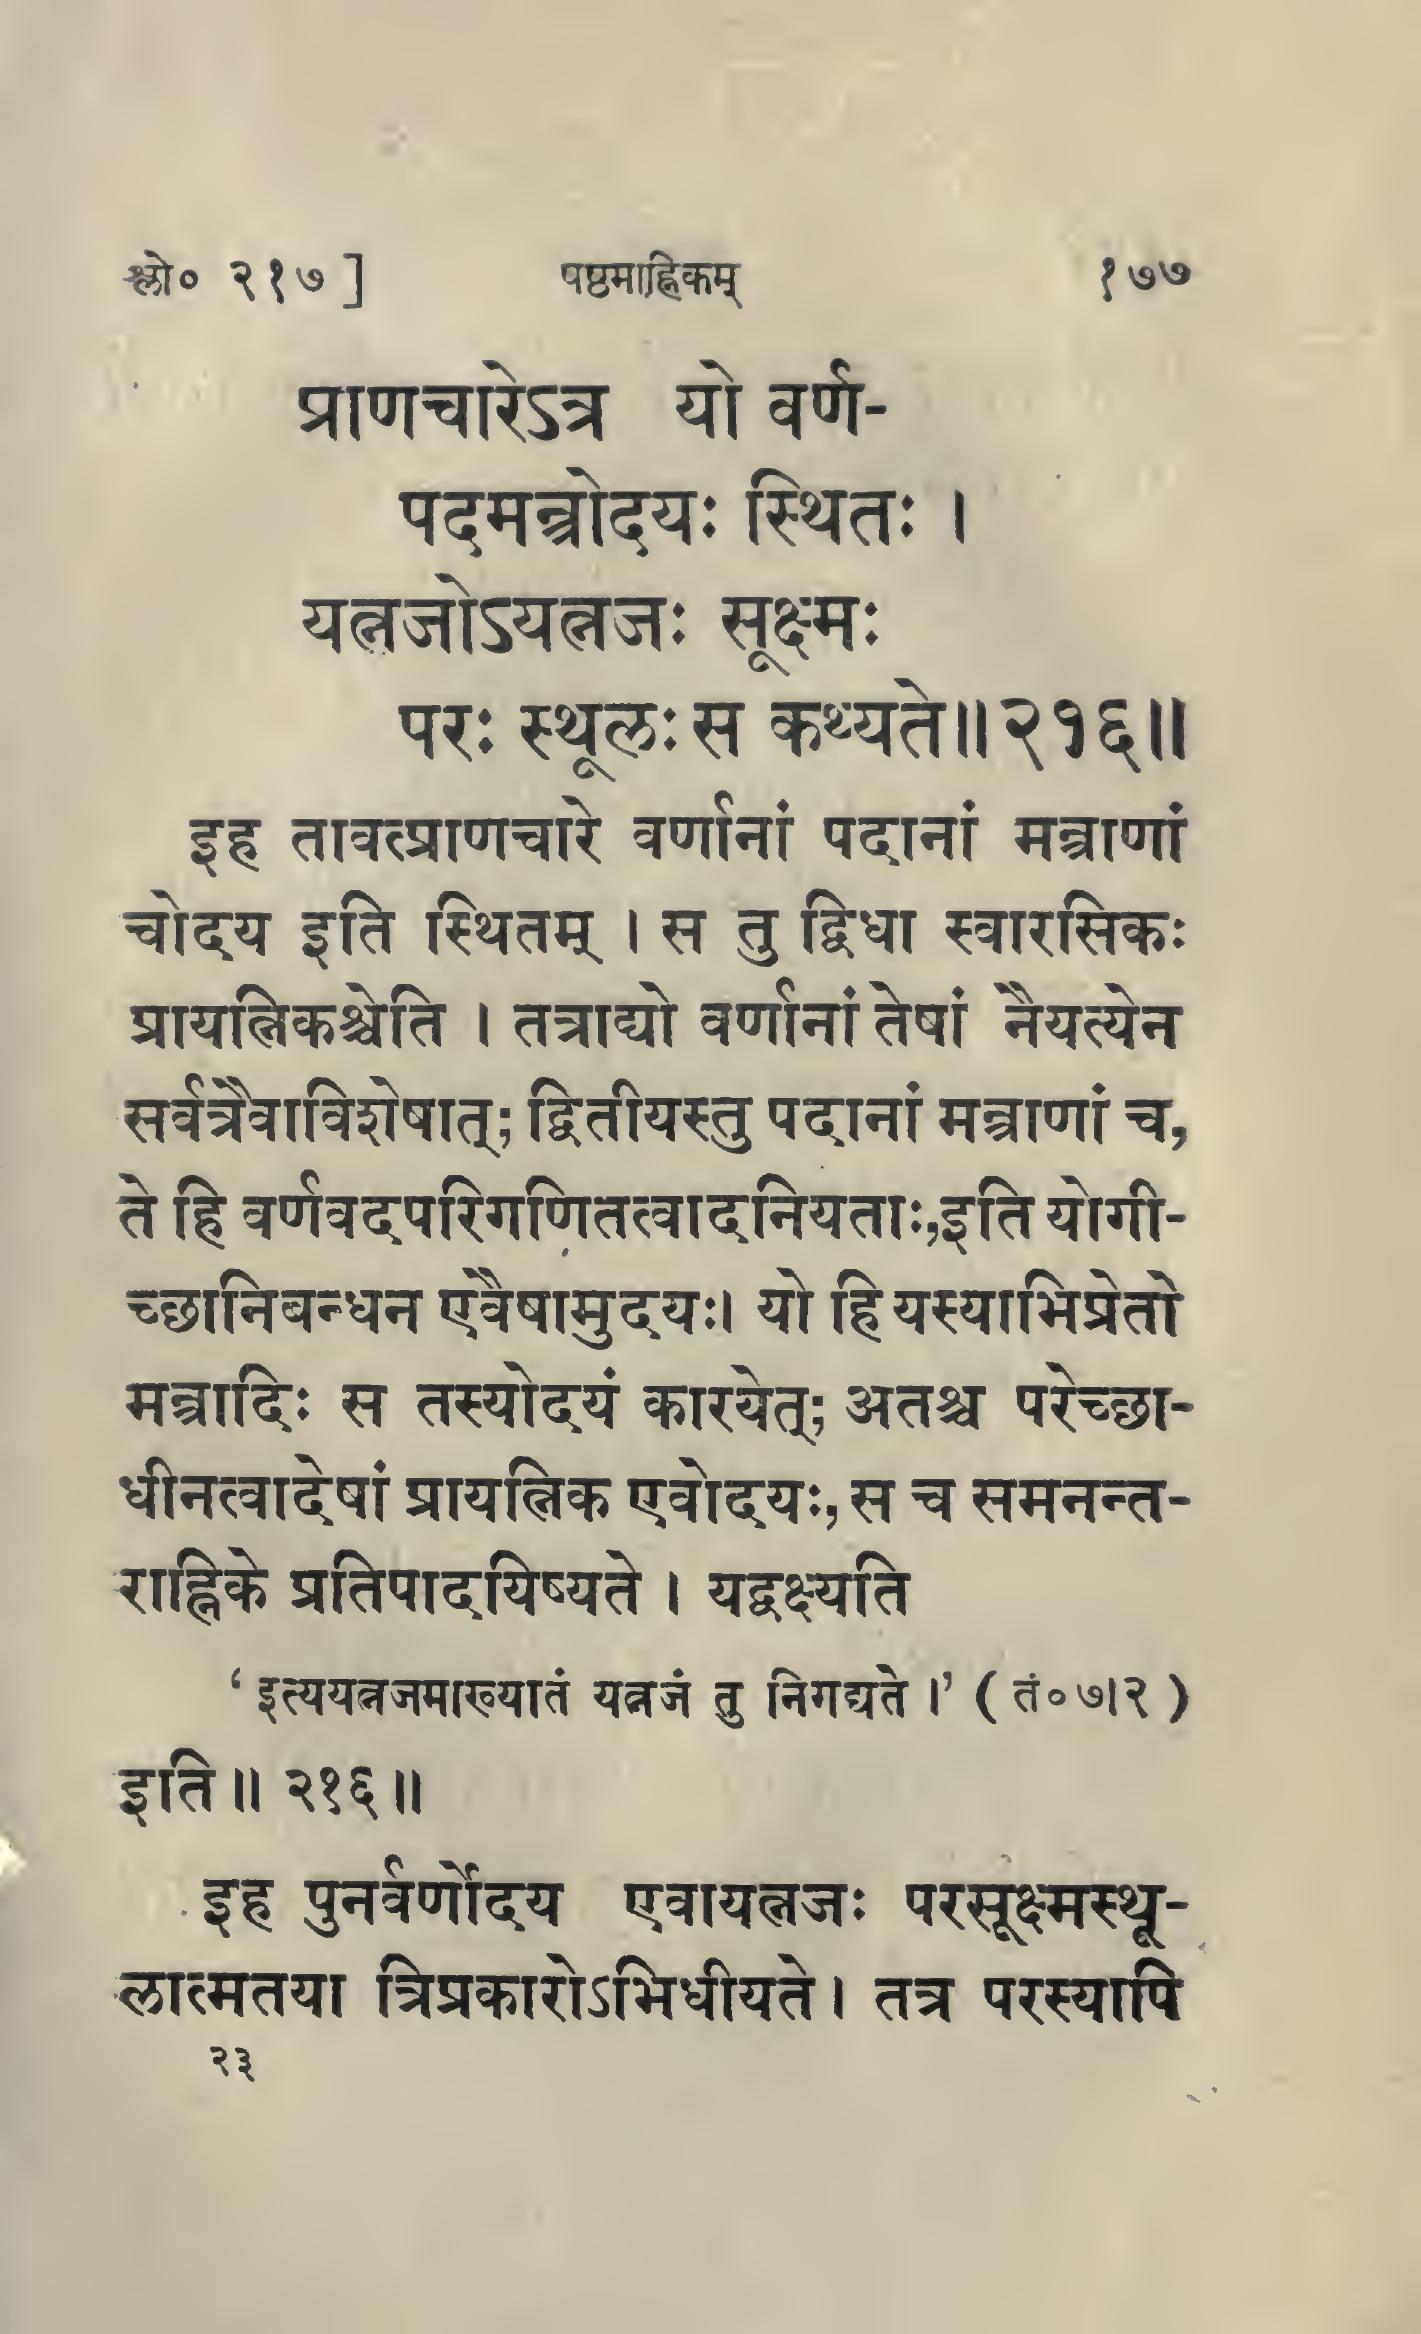 श्लो० २१७ ] षष्ठमाह्निकम् १७७
प्राणचारेऽत्र यो वर्ण-
पदमन्त्रोदयः स्थितः ।
यत्नजोऽयत्नजः सूक्ष्मः
परः स्थूलः स कथ्यते॥२१६॥
इह तावत्प्राणचारे वर्णानां पदानां मन्त्राणां
चोदय इति स्थितम् । स तु द्विधा स्वारसिकः
प्रायत्निकश्चेति । तत्राद्यो वर्णानां तेषां नैयत्येन
सर्वत्रैवाविशेषात्; द्वितीयस्तु पदानां मन्त्राणां च,
ते हि वर्णवदपरिगणितत्वादनियताः,इति योगी-
च्छानिबन्धन एवैषामुदयः। यो हि यस्याभिप्रेतो
मन्त्रादिः स तस्योदयं कारयेत्; अतश्च परेच्छा-
धीनत्वादेषां प्रायत्निक एवोदयः, स च समनन्त-
राह्निके प्रतिपादयिष्यते । यद्वक्ष्यति
‘इत्ययत्नजमाख्यातं यत्नजं तु निगद्यते।’ ( तं०७।२ )
इति॥ २१६॥
इह पुनर्वर्णोदय एवायत्नजः परसूक्ष्मस्थू-
लात्मतया त्रिप्रकारोऽभिधीयते। तत्र परस्यापि
२३